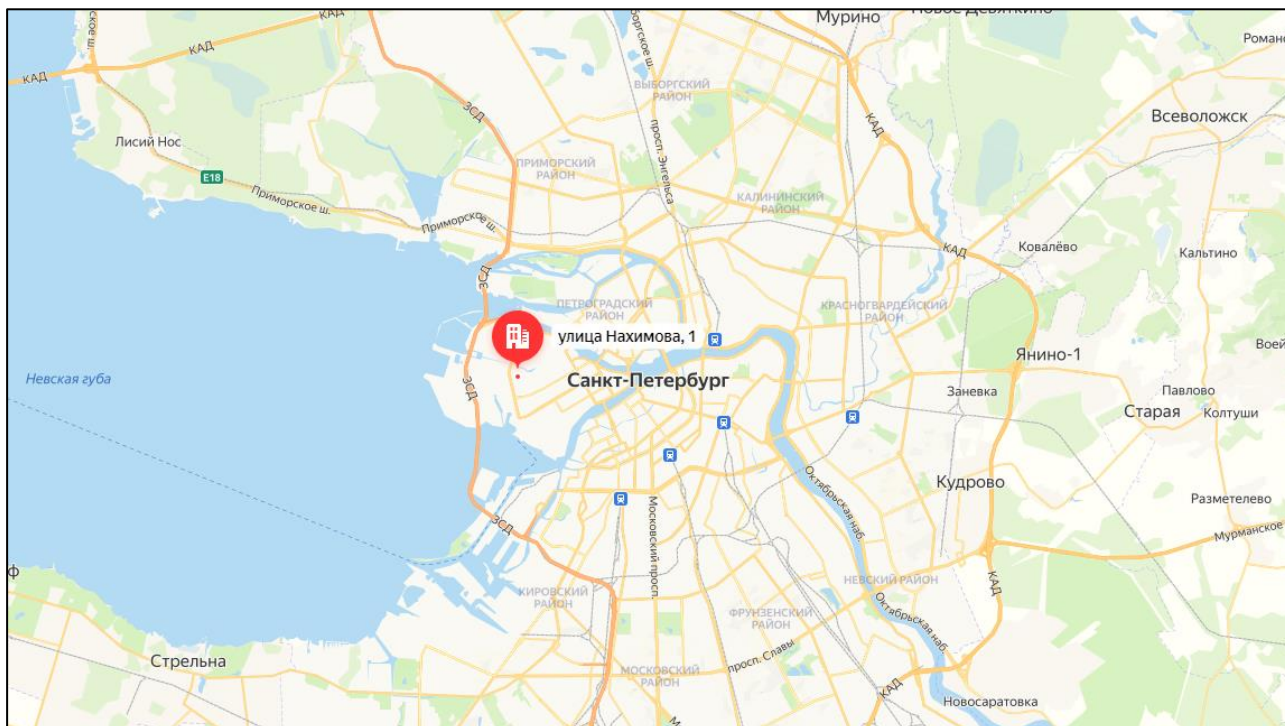 Мурино
Новое Девяткино
КАД
КАД
КАД
ЗСД
просп. Энгельса
ВЫБОРГСКИЙ
РАЙОН
КАД
Всеволожск
Лисий Нос
E18
Приморское ш.
ПРИМОРСКИЙ
РАЙОН
КАЛИНИНСКИЙ
РАЙОН
Приморское ш.
КАД
Ковалёво
Кальтино
ЗСД
ПЕТРОГРАДСКИЙ
РАЙОН
КРАСНОГВАРДЕЙСКИЙ
РАЙОН
улица Нахимова, 1
Янино-1
Невская губа
ЗСД
Санкт-Петербург
Заневка
Павлово
Старая
Колтуши
Октябрьская наб.
Кудрово
Разметелево
ЗСД
Московский просп.
Мурманское
КИРОВСКИЙ
РАЙОН
НЕВСКИЙ РАЙОН
КАД
Октябрьская наб.
ФРУНЗЕНСКИЙ
РАЙОН
Стрельна
МОСКОВСКИЙ
РАЙОН
просп. Славы
КАД
Новосаратовка